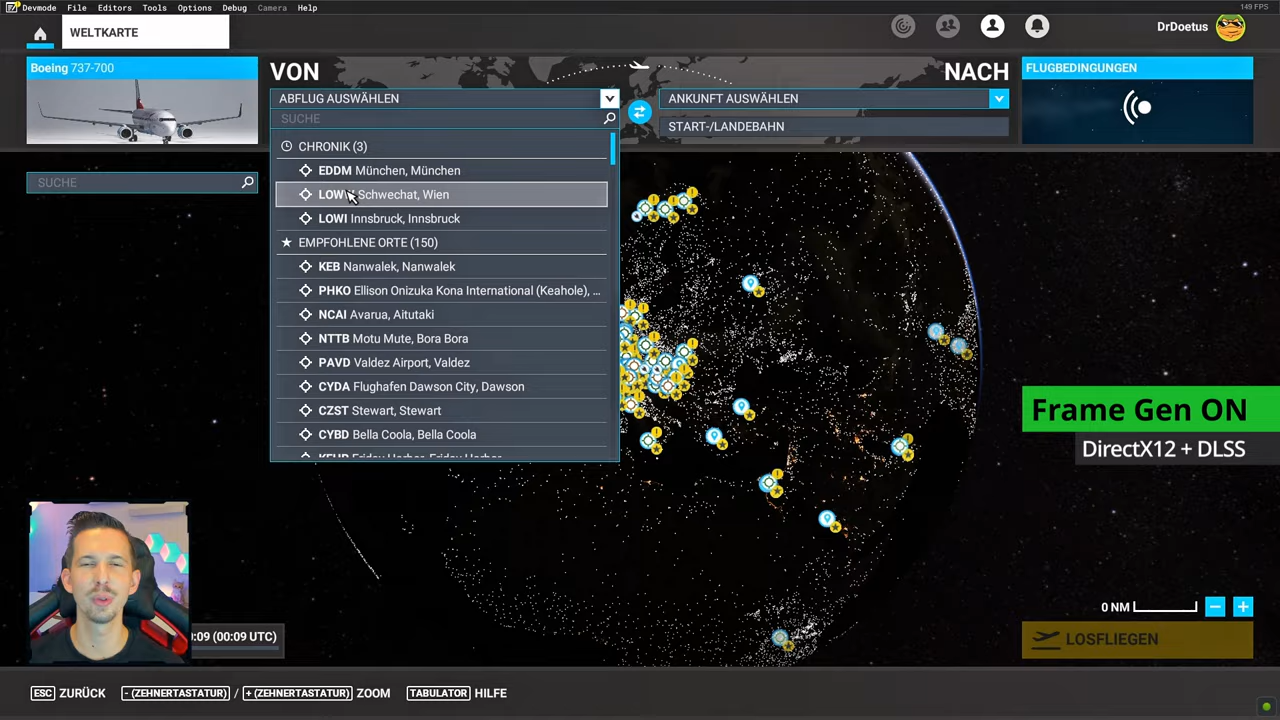 Devmode File Editors Tools Options Debug Camera Help
149 FPS
WELTKARTE
DrDoetus
Boeing 737-700
VON
NACH
FLUGBEDINGUNGEN
ABFLUG AUSWÄHLEN
ANKUNFT AUSWÄHLEN
SUCHE
START-/LANDEBAHN
CHRONIK (3)
EDDM München, München
SUCHE
Schwechat, Wien
LOWI Innsbruck, Innsbruck
EMPFOHLENE ORTE (150)
KEB Nanwalek, Nanwalek
PHKO Ellison Onizuka Kona International (Keahole), ...
NCAI Avarua, Aitutaki
NTTB Motu Mute, Bora Bora
PAVD Valdez Airport, Valdez
CYDA Flughafen Dawson City, Dawson
CZST Stewart, Stewart
CYBD Bella Coola, Bella Coola
Frame Gen ON
DirectX12 + DLSS
0 NM
:09 (00:09 UTC)
LOSFLIEGEN
ESC ZURÜCK - (ZEHNERTASTATUR) / + (ZEHNERTASTATUR) ZOOM TABULATOR HILFE